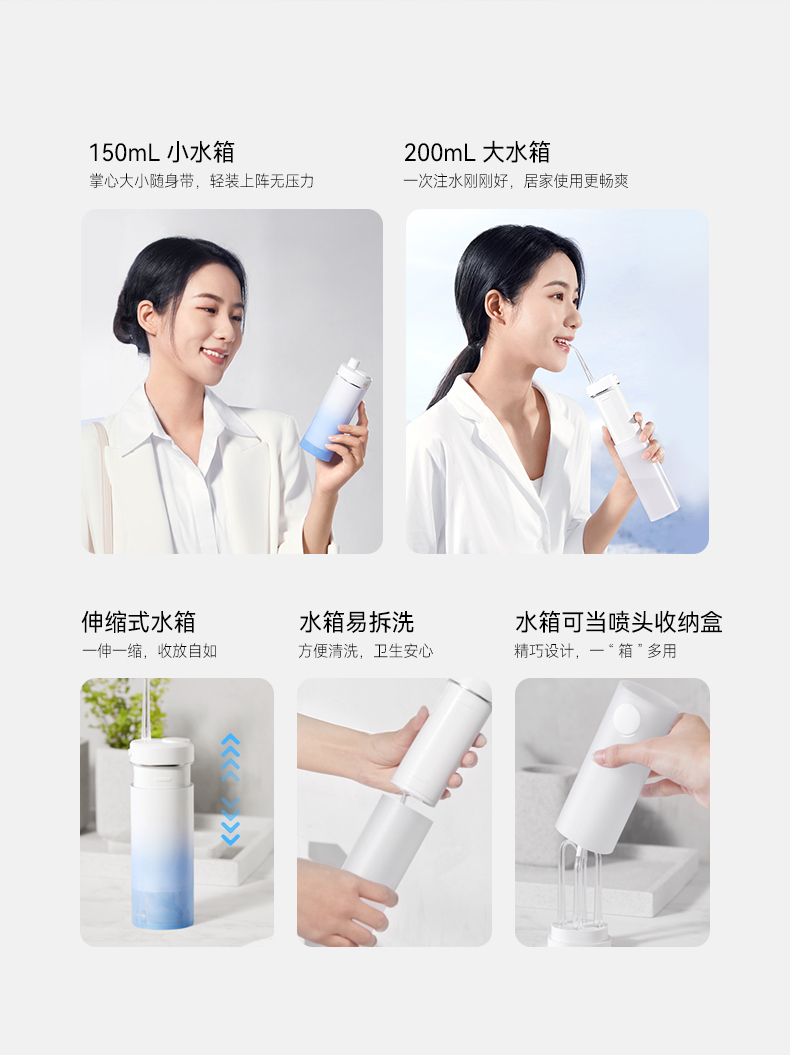 150mL 小水箱
掌心大小随身带，轻装上阵无压力
200mL 大水箱
一次注水刚刚好，居家使用更畅爽
伸缩式水箱
一伸一缩，收放自如
水箱易拆洗
方便清洗，卫生安心
水箱可当喷头收纳盒
精巧设计，一“箱”多用